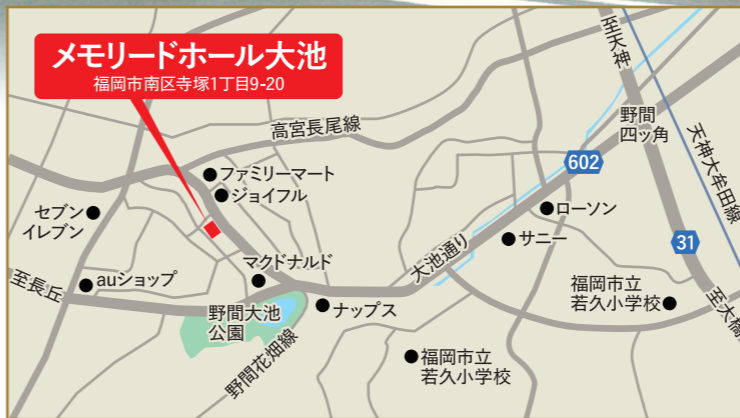 メモリードホール大池
福岡市南区寺塚1丁目9-20
至天神
高宮長尾線
野間
四ッ角
天神大牟田線
602
ファミリーマート
ジョイフル
セブン
イレブン
ローソン
サニー
大池通り
31
マクドナルド
auショップ
至長丘
福岡市立
若久小学校
至大橋
野間大池
公園
ナップス
野間花畑線
福岡市立
若久小学校